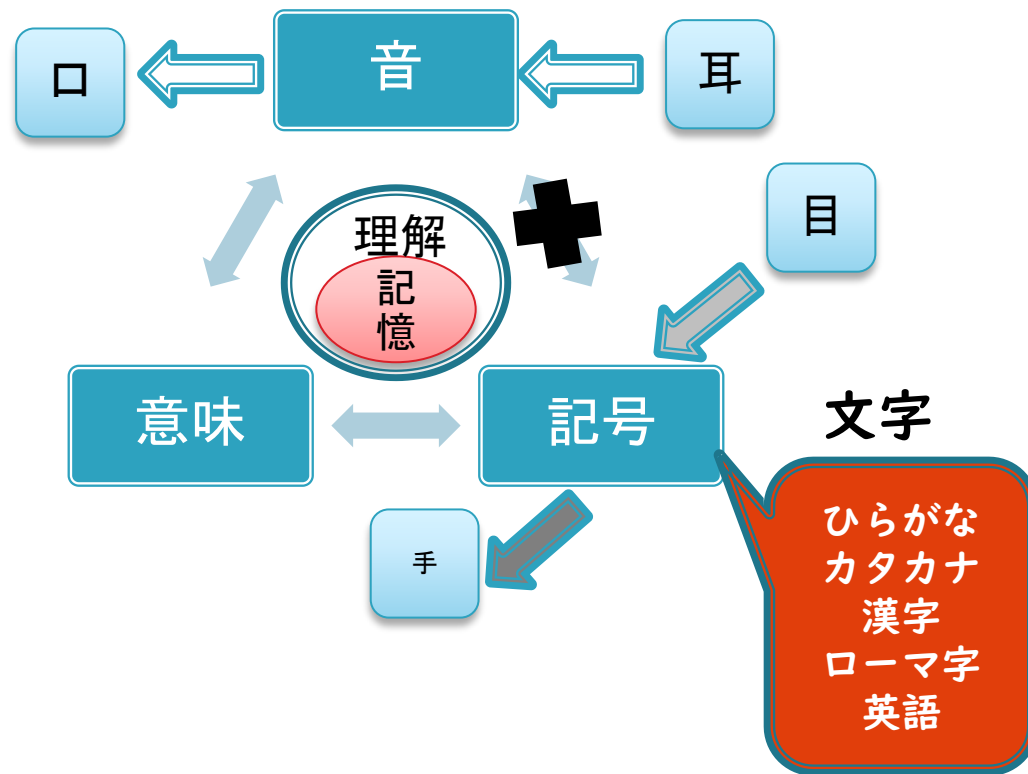 口
音
耳
目
理解
記
憶
意味
記号
文字
手
ひらがな
カタカナ
漢字
ローマ字
英語